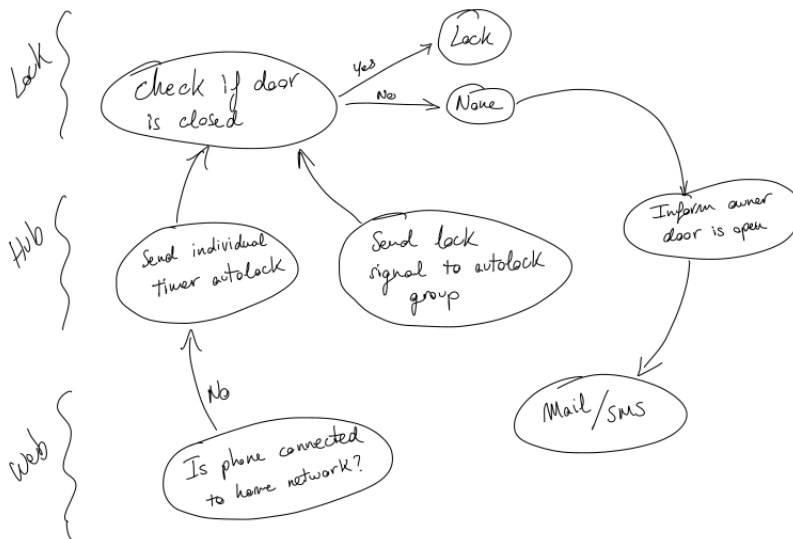 Lock
Check if door
is closed
Yes
No
Lock
None
Hub
Send individual
timer autolock
Send lock
signal to autolock
group
Inform owner
door is open
Web
No
Is phone connected
to home network?
Mail/SMS